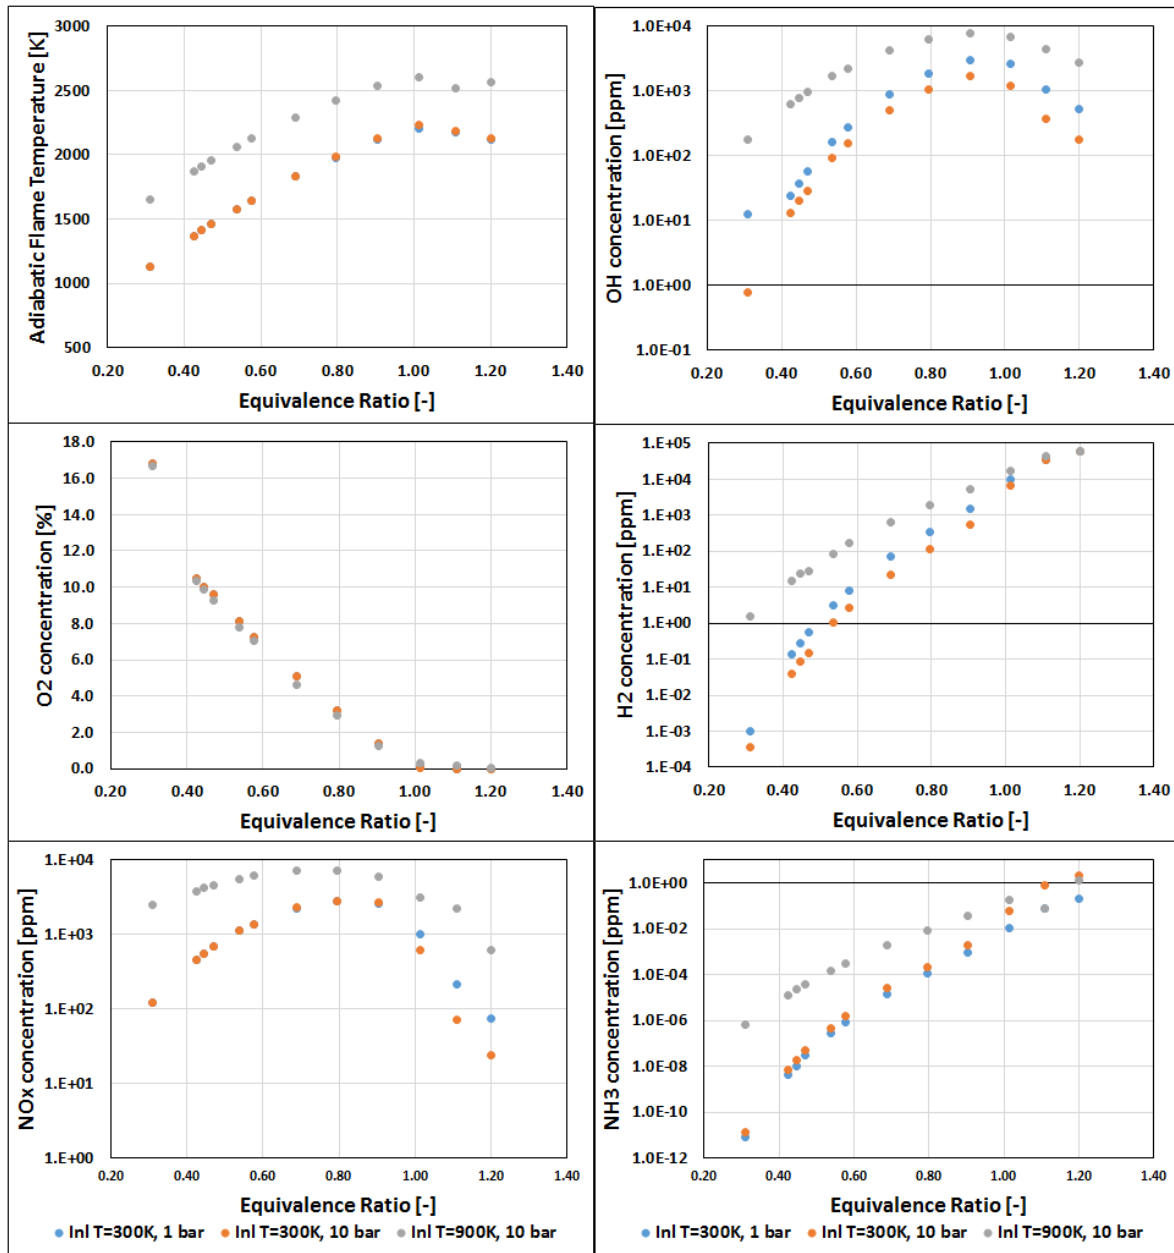 Adiabatic Flame Temperature [K]
3000
2500
2000
1500
1000
500
0.20 0.40 0.60 0.80 1.00 1.20 1.40
Equivalence Ratio [-]
OH concentration [ppm]
1.0E+04
1.0E+03
1.0E+02
1.0E+01
1.0E+00
1.0E-01
0.20 0.40 0.60 0.80 1.00 1.20 1.40
Equivalence Ratio [-]
O2 concentration [%]
18.0
16.0
14.0
12.0
10.0
8.0
6.0
4.0
2.0
0.0
0.20 0.40 0.60 0.80 1.00 1.20 1.40
Equivalence Ratio [-]
H2 concentration [ppm]
1.E+05
1.E+04
1.E+03
1.E+02
1.E+01
1.E+00
1.E-01
1.E-02
1.E-03
1.E-04
0.20 0.40 0.60 0.80 1.00 1.20 1.40
Equivalence Ratio [-]
NOx concentration [ppm]
1.E+04
1.E+03
1.E+02
1.E+01
1.E+00
0.20 0.40 0.60 0.80 1.00 1.20 1.40
Equivalence Ratio [-]
Inl T=300K, 1 bar Inl T=300K, 10 bar Inl T=900K, 10 bar
NH3 concentration [ppm]
1.0E+00
1.0E-02
1.0E-04
1.0E-06
1.0E-08
1.0E-10
1.0E-12
0.20 0.40 0.60 0.80 1.00 1.20 1.40
Equivalence Ratio [-]
Inl T=300K, 1 bar Inl T=300K, 10 bar Inl T=900K, 10 bar